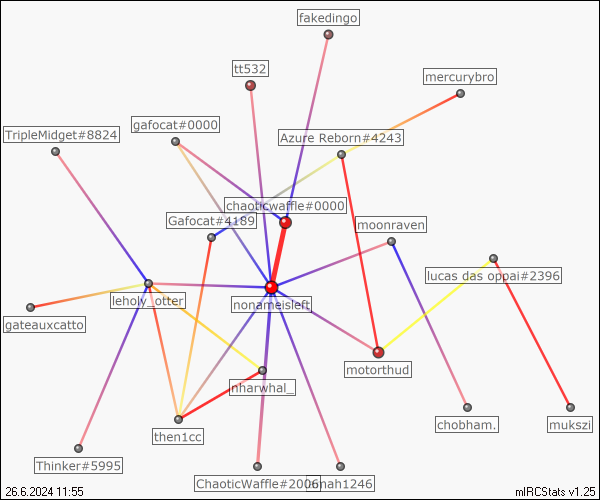 fakedingo
tt532
mercurybro
gafocat#0000
TripleMidget#8824
Azure Reborn#4243
chaoticwaffle#0000
Gafocat#4189
moonraven
lucas das oppai#2396
leholy_otter
nonameisleft
gateauxcatto
motorthud
nharwhal_
then1cc
chobham.
mukszi
Thinker#5995
ChaoticWaffle#2006
26.6.2024 11:55
mIRCStats v1.25